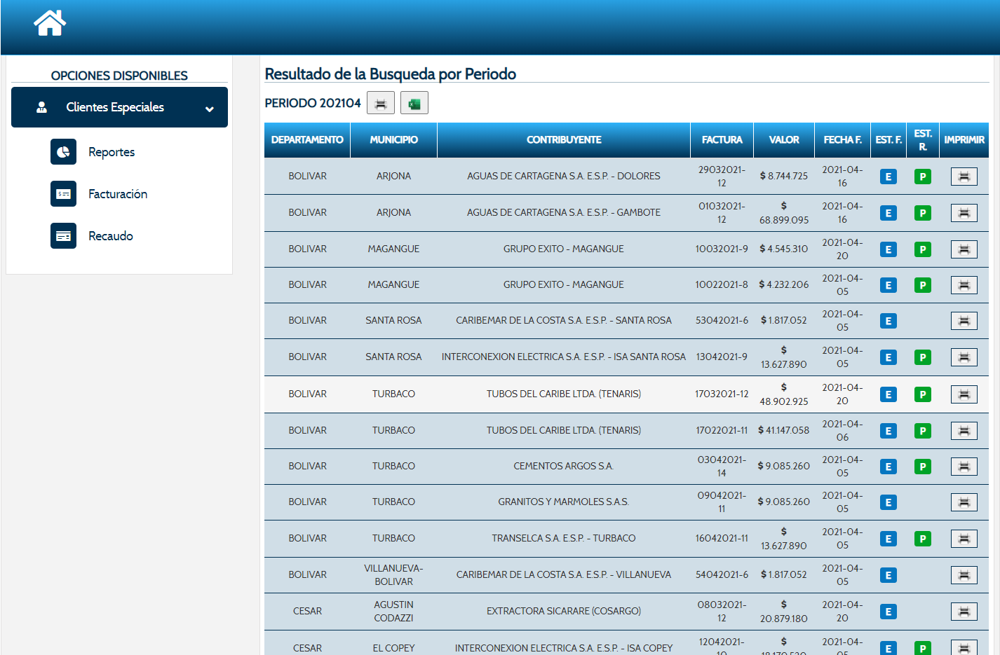 OPCIONES DISPONIBLES
Clientes Especiales
Reportes
Facturación
Recaudo
Resultado de la Busqueda por Periodo
PERIODO 202104
DEPARTAMENTO MUNICIPIO CONTRIBUYENTE FACTURA VALOR FECHA F. EST. F. EST. R. IMPRIMIR
BOLIVAR ARJONA AGUAS DE CARTAGENA S.A. E.S.P. - DOLORES 29032021-12 $ 8.744.725 2021-04-16 E P
BOLIVAR ARJONA AGUAS DE CARTAGENA S.A. E.S.P. - GAMBOTE 01032021-12 $ 68.899.095 2021-04-16 E P
BOLIVAR MAGANGUE GRUPO EXITO - MAGANGUE 10032021-9 $ 4.545.310 2021-04-20 E P
BOLIVAR MAGANGUE GRUPO EXITO - MAGANGUE 10022021-8 $ 4.232.206 2021-04-05 E P
BOLIVAR SANTA ROSA CARIBEMAR DE LA COSTA S.A. E.S.P. - SANTA ROSA 53042021-6 $ 1.817.052 2021-04-05 E
BOLIVAR SANTA ROSA INTERCONEXION ELECTRICA S.A. E.S.P. - ISA SANTA ROSA 13042021-9 $ 13.627.890 2021-04-05 E P
BOLIVAR TURBACO TUBOS DEL CARIBE LTDA. (TENARIS) 17032021-12 $ 48.902.925 2021-04-20 E P
BOLIVAR TURBACO TUBOS DEL CARIBE LTDA. (TENARIS) 17022021-11 $ 41.147.058 2021-04-06 E P
BOLIVAR TURBACO CEMENTOS ARGOS S.A. 03042021-14 $ 9.085.260 2021-04-05 E P
BOLIVAR TURBACO GRANITOS Y MARMOLES S.A.S. 09042021-11 $ 9.085.260 2021-04-05 E
BOLIVAR TURBACO TRANSELCA S.A. E.S.P. - TURBACO 16042021-11 $ 13.627.890 2021-04-05 E P
BOLIVAR VILLANUEVA-BOLIVAR CARIBEMAR DE LA COSTA S.A. E.S.P. - VILLANUEVA 54042021-6 $ 1.817.052 2021-04-05 E
CESAR AGUSTIN CODAZZI EXTRACTORA SICARARE (COSARGO) 08032021-12 $ 20.879.180 2021-04-20 E
CESAR EL COPEY INTERCONEXION ELECTRICA S.A. E.S.P. - ISA COPEY 12042021- $ 2021-04- E P